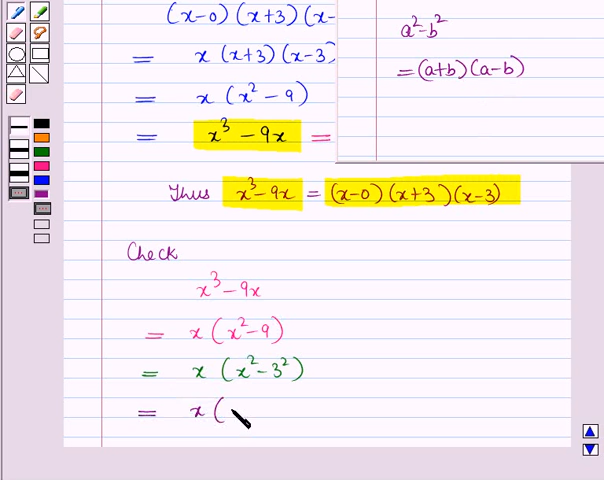 (x-0) (x+3) (x-
= x (x+3) (x-3)
= x (x² - 9)
= x³ - 9x =
a²-b²
= (a+b) (a-b)
Thus x³-9x = (x-0) (x+3) (x-3)
Check
x³-9x
= x (x²-9)
= x (x²-3²)
= x (